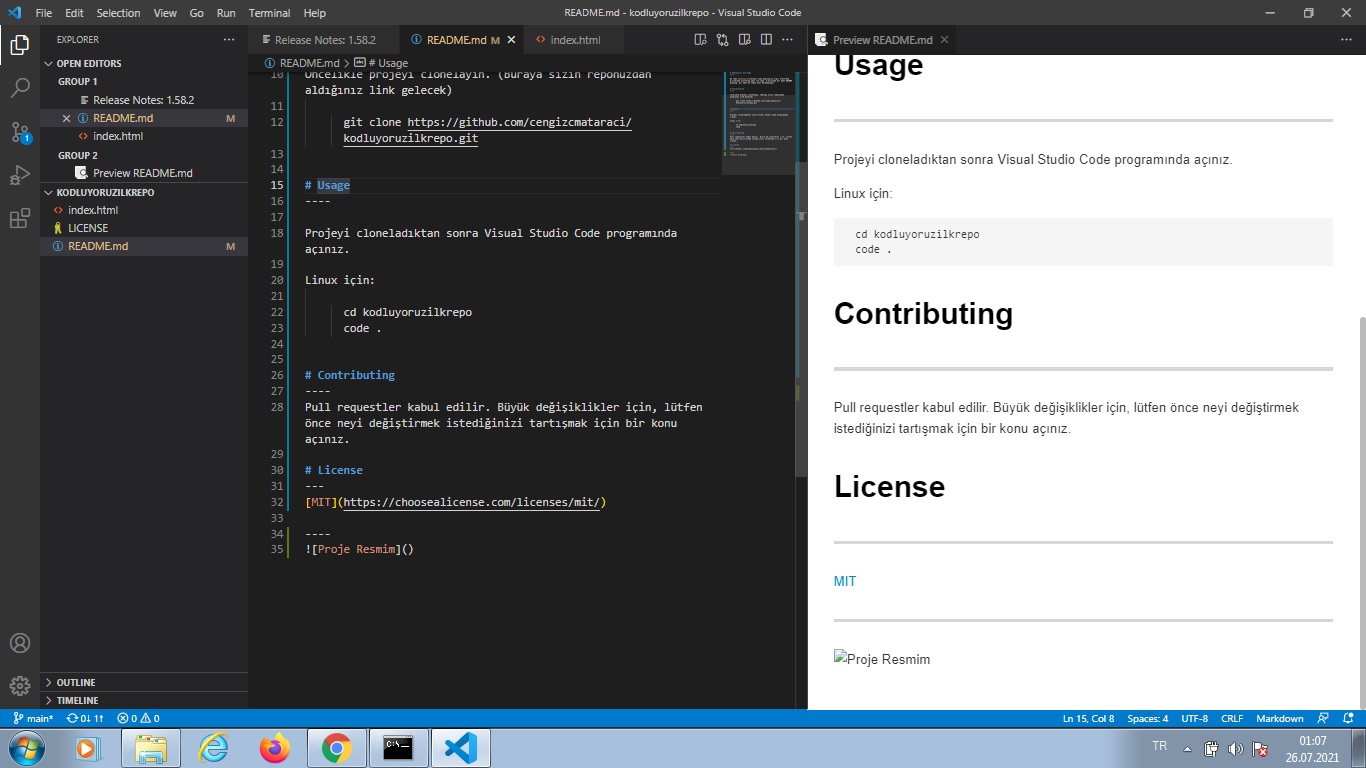 File Edit Selection View Go Run Terminal Help
README.md - kodluyoruzilkrepo - Visual Studio Code
EXPLORER
OPEN EDITORS
GROUP 1
Release Notes: 1.58.2
README.md M
index.html
GROUP 2
Preview README.md
KODLUYORUZILKREPO
index.html
LICENSE
README.md M
OUTLINE
TIMELINE
1
Release Notes: 1.58.2
README.md M
index.html
README.md > # Usage
10 Öncelikle projeyi clonelayın. (Buraya sizin reponuzdan
aldığınız link gelecek)
11
12 git clone https://github.com/cengizcmataraci/
kodluyoruzilkrepo.git
13
14
15 # Usage
16 ----
17
18 Projeyi cloneladıktan sonra Visual Studio Code programında
açınız.
19
20 Linux için:
21
22 cd kodluyoruzilkrepo
23 code .
24
25
26 # Contributing
27 ----
28 Pull requestler kabul edilir. Büyük değişiklikler için, lütfen
önce neyi değiştirmek istediğinizi tartışmak için bir konu
açınız.
29
30 # License
31 ---
32 [MIT](https://choosealicense.com/licenses/mit/)
33
34 ----
35 ![Proje Resmim]()
Preview README.md
Usage
Projeyi cloneladıktan sonra Visual Studio Code programında açınız.
Linux için:
cd kodluyoruzilkrepo
code .
Contributing
Pull requestler kabul edilir. Büyük değişiklikler için, lütfen önce neyi değiştirmek
istediğinizi tartışmak için bir konu açınız.
License
MIT
Proje Resmim
main* 0↓ 1↑ 0 0
Ln 15, Col 8 Spaces: 4 UTF-8 CRLF Markdown
C:\_
TR
01:07
26.07.2021